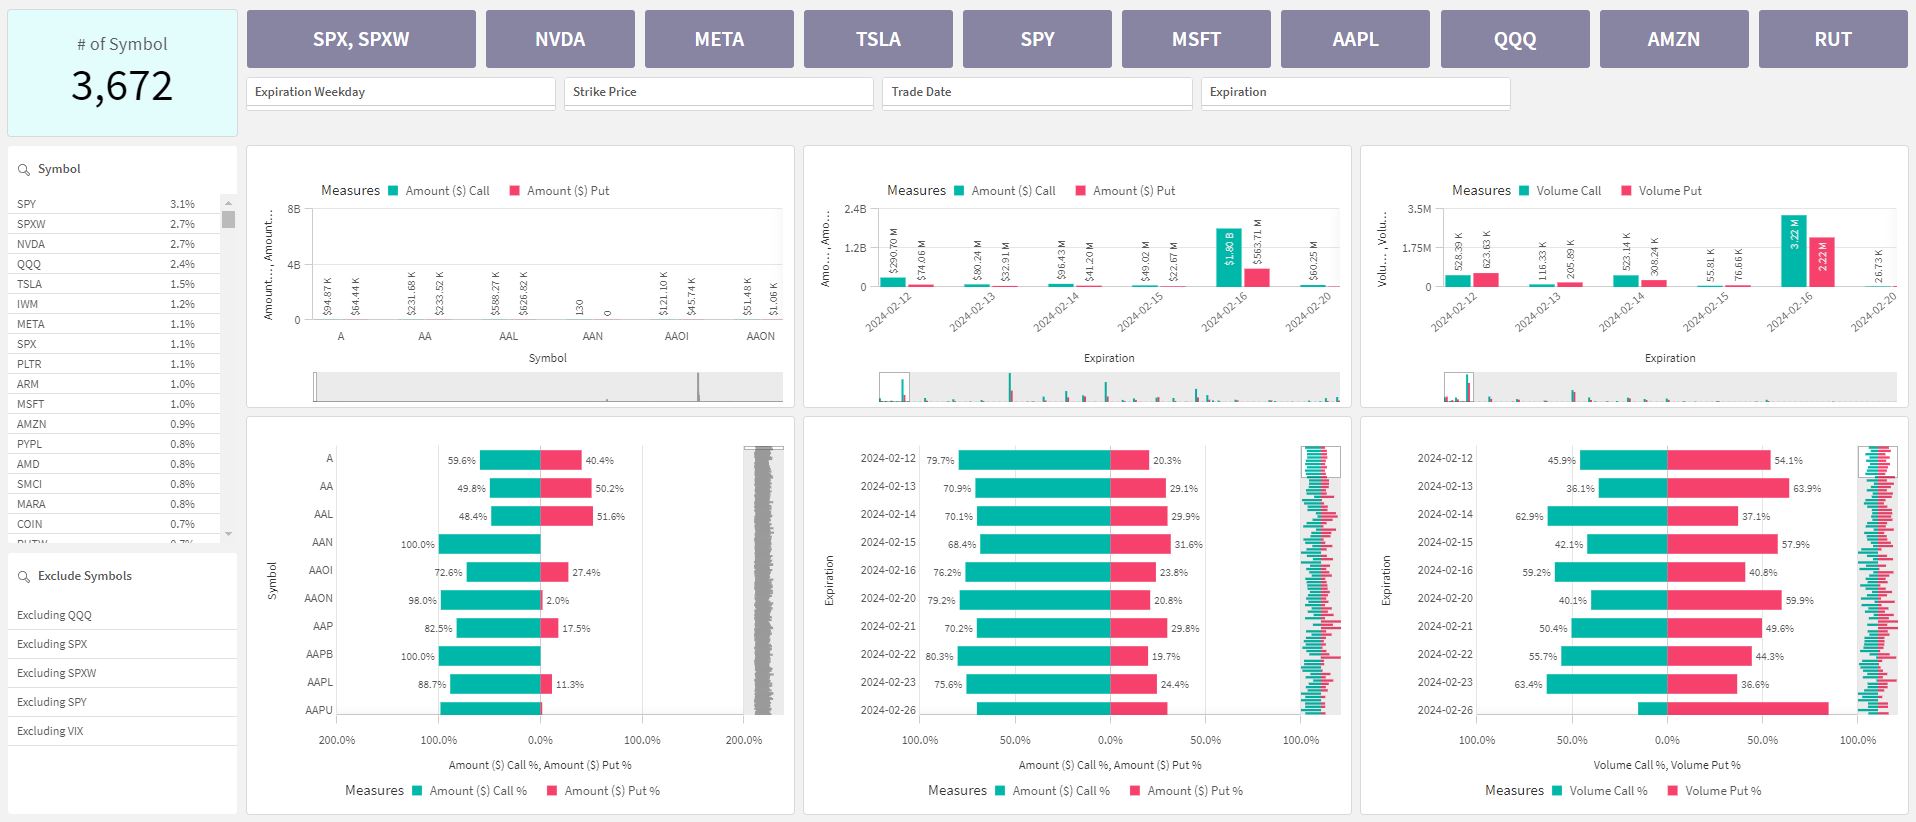 # of Symbol
3,672
SPX, SPXW
NVDA
META
TSLA
SPY
MSFT
AAPL
QQQ
AMZN
RUT
Expiration Weekday
Strike Price
Trade Date
Expiration
Symbol
SPY 3.1%
SPXW 2.7%
NVDA 2.7%
QQQ 2.4%
TSLA 1.5%
IWM 1.2%
META 1.1%
SPX 1.1%
PLTR 1.1%
ARM 1.0%
MSFT 1.0%
AMZN 0.9%
PYPL 0.8%
AMD 0.8%
SMCI 0.8%
MARA 0.8%
COIN 0.7%
Exclude Symbols
Excluding QQQ
Excluding SPX
Excluding SPXW
Excluding SPY
Excluding VIX
Measures Amount ($) Call Amount ($) Put
Amount..., Amount...
8B
4B
0
$94.87 K $64.44 K $231.68 K $233.52 K $588.27 K $626.82 K 130 0 $121.10 K $45.74 K $51.48 K $1.06 K
A AA AAL AAN AAOI AAON
Symbol
Measures Amount ($) Call Amount ($) Put
Amo..., Amo...
2.4B
1.2B
0
$290.70 M $74.06 M $80.24 M $32.91 M $96.43 M $41.20 M $49.02 M $22.67 M $1.80 B $563.71 M $60.25 M
2024-02-12 2024-02-13 2024-02-14 2024-02-15 2024-02-16 2024-02-20
Expiration
Measures Volume Call Volume Put
Volu..., Volu...
3.5M
1.75M
0
528.39 K 623.63 K 116.33 K 205.89 K 523.14 K 308.24 K 55.81 K 76.66 K 3.22 M 2.22 M 26.73 K
2024-02-12 2024-02-13 2024-02-14 2024-02-15 2024-02-16 2024-02-20
Expiration
Symbol
A 59.6% 40.4%
AA 49.8% 50.2%
AAL 48.4% 51.6%
AAN 100.0%
AAOI 72.6% 27.4%
AAON 98.0% 2.0%
AAP 82.5% 17.5%
AAPB 100.0%
AAPL 88.7% 11.3%
AAPU
200.0% 100.0% 0.0% 100.0% 200.0%
Amount ($) Call %, Amount ($) Put %
Measures Amount ($) Call % Amount ($) Put %
Expiration
2024-02-12 79.7% 20.3%
2024-02-13 70.9% 29.1%
2024-02-14 70.1% 29.9%
2024-02-15 68.4% 31.6%
2024-02-16 76.2% 23.8%
2024-02-20 79.2% 20.8%
2024-02-21 70.2% 29.8%
2024-02-22 80.3% 19.7%
2024-02-23 75.6% 24.4%
2024-02-26
100.0% 50.0% 0.0% 50.0% 100.0%
Amount ($) Call %, Amount ($) Put %
Measures Amount ($) Call % Amount ($) Put %
Expiration
2024-02-12 45.9% 54.1%
2024-02-13 36.1% 63.9%
2024-02-14 62.9% 37.1%
2024-02-15 42.1% 57.9%
2024-02-16 59.2% 40.8%
2024-02-20 40.1% 59.9%
2024-02-21 50.4% 49.6%
2024-02-22 55.7% 44.3%
2024-02-23 63.4% 36.6%
2024-02-26
100.0% 50.0% 0.0% 50.0% 100.0%
Volume Call %, Volume Put %
Measures Volume Call % Volume Put %